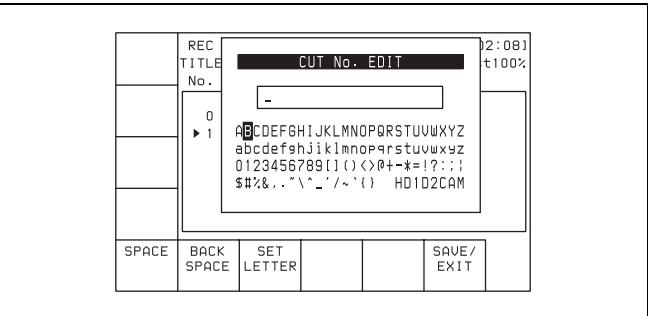 REC
02:08]
TITLE
t100%
No.
CUT No. EDIT
_
0
1
ABCDEFGHIJKLMNOPQRSTUVWXYZ
abcdefghijklmnopqrstuvwxyz
0123456789[]()<>@+-*=!?:;¦
$#%&,."\^_'/~`{} HD1D2CAM
SPACE
BACK SPACE
SET LETTER
SAVE/ EXIT